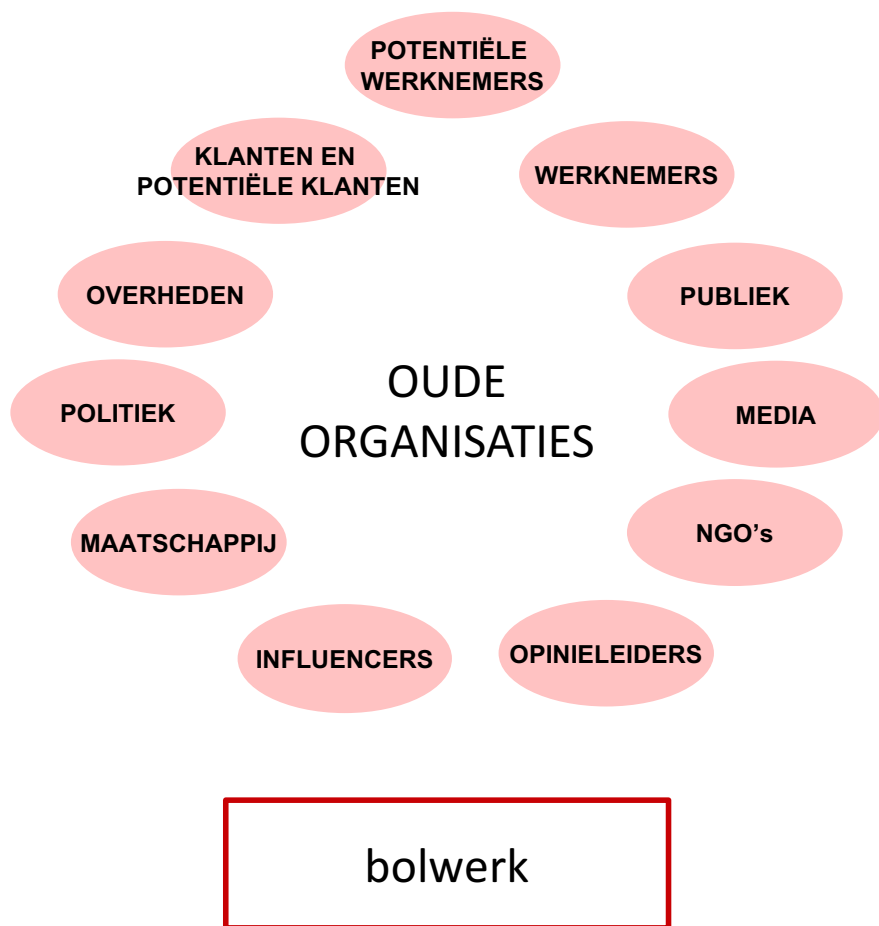 POTENTIËLE
WERKNEMERS
KLANTEN EN
POTENTIËLE KLANTEN
WERKNEMERS
OVERHEDEN
PUBLIEK
OUDE
ORGANISATIES
POLITIEK
MEDIA
MAATSCHAPPIJ
NGO’s
INFLUENCERS
OPINIELEIDERS
bolwerk